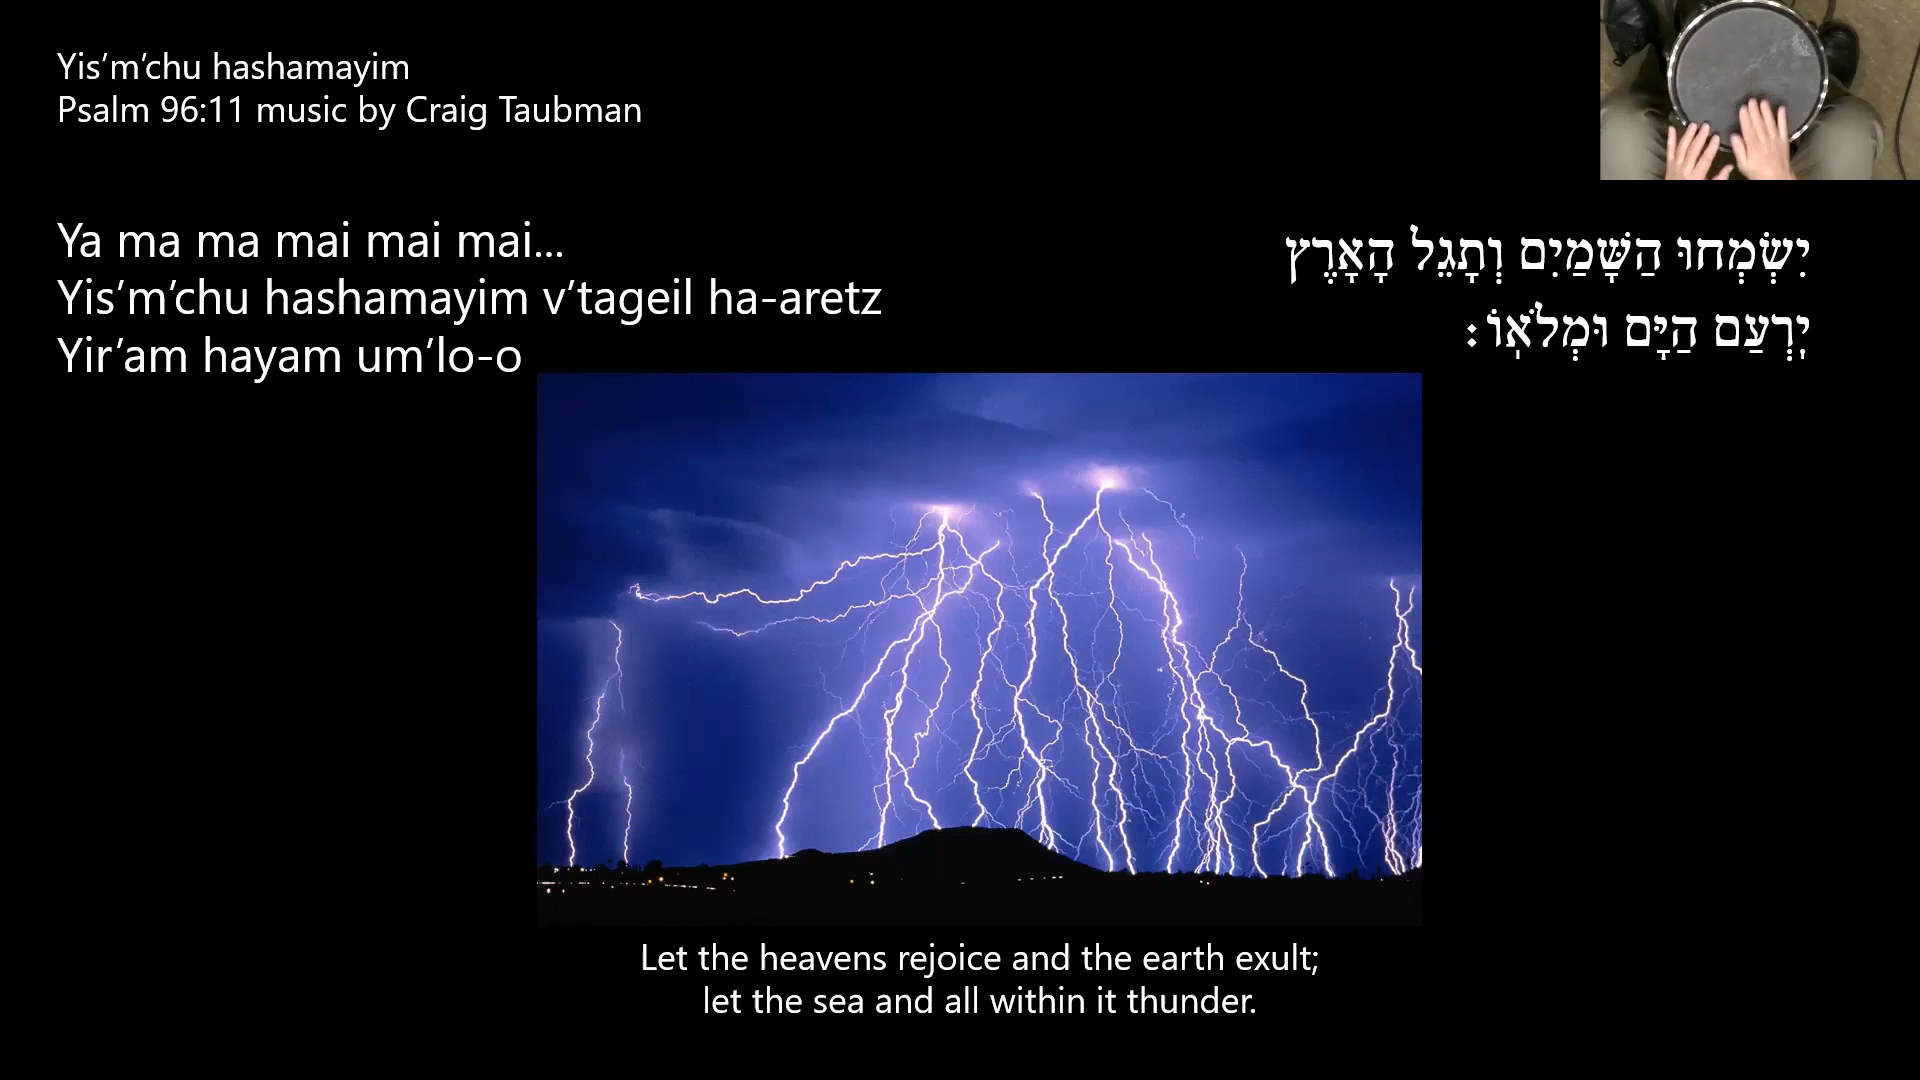 Yis’m’chu hashamayim
Psalm 96:11 music by Craig Taubman
Ya ma ma mai mai mai...
Yis’m’chu hashamayim v’tageil ha-aretz
Yir’am hayam um’lo-o
יִשְׂמְחוּ הַשָּׁמַיִם וְתָגֵל הָאָרֶץ
יִרְעַם הַיָּם וּמְלֹאוֹ׃
Let the heavens rejoice and the earth exult;
let the sea and all within it thunder.